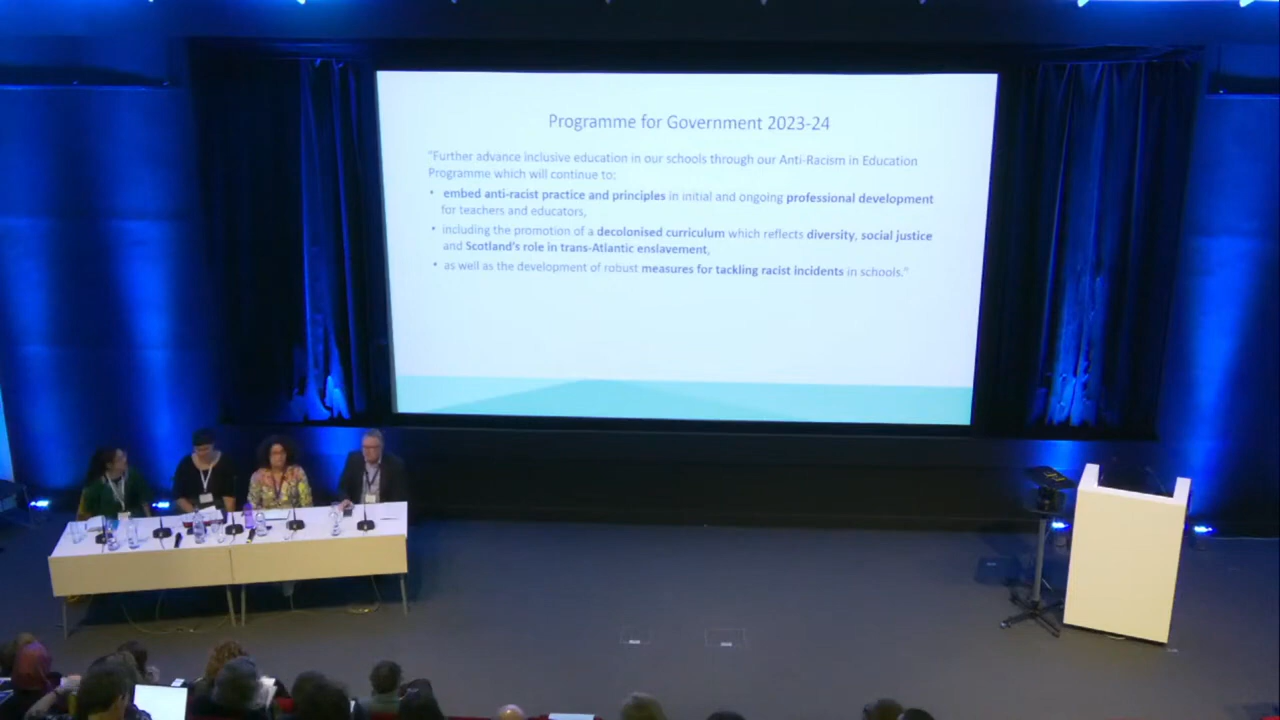 Programme for Government 2023-24
"Further advance inclusive education in our schools through our Anti-Racism in Education
Programme which will continue to:
• embed anti-racist practice and principles in initial and ongoing professional development
for teachers and educators,
• including the promotion of a decolonised curriculum which reflects diversity, social justice
and Scotland's role in trans-Atlantic enslavement,
• as well as the development of robust measures for tackling racist incidents in schools."